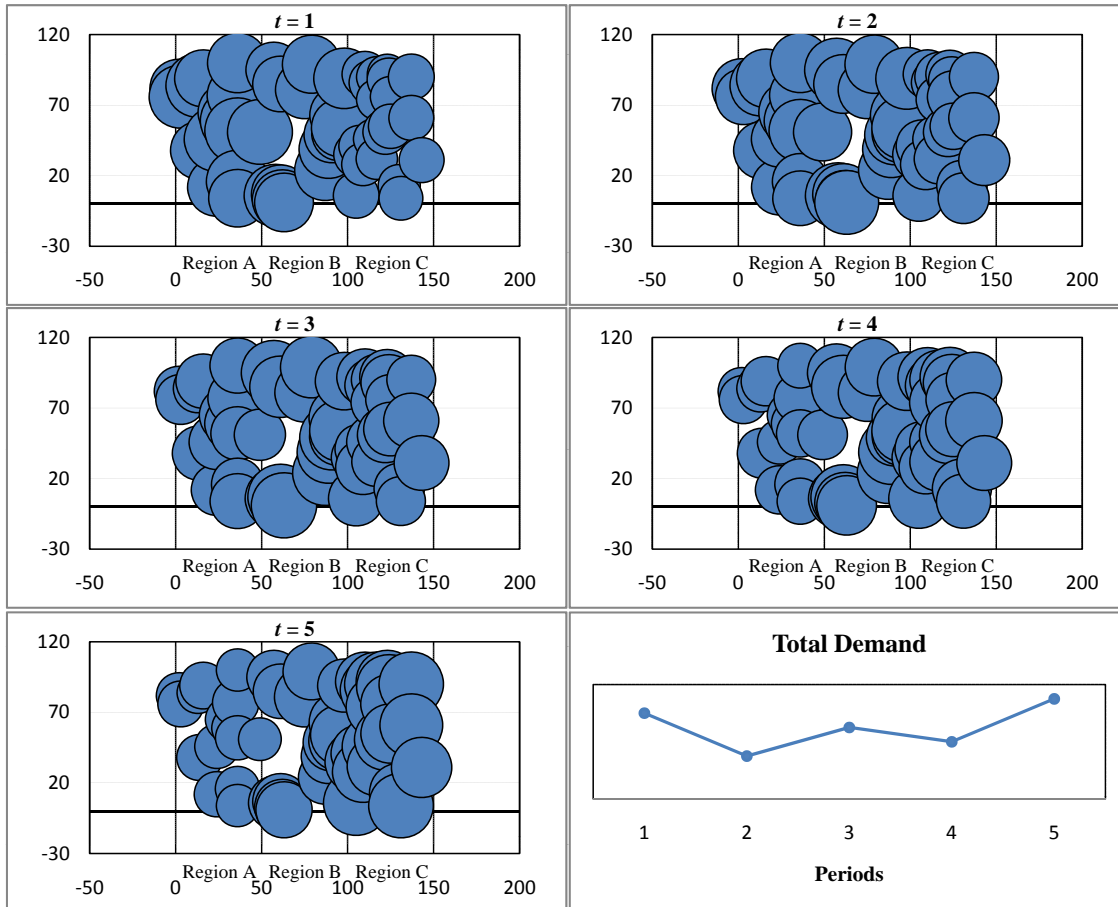 t = 1
120
70
20
-30
Region A Region B Region C
-50 0 50 100 150 200
t = 2
120
70
20
-30
Region A Region B Region C
-50 0 50 100 150 200
t = 3
120
70
20
-30
Region A Region B Region C
-50 0 50 100 150 200
t = 4
120
70
20
-30
Region A Region B Region C
-50 0 50 100 150 200
t = 5
120
70
20
-30
Region A Region B Region C
-50 0 50 100 150 200
Total Demand
1 2 3 4 5
Periods